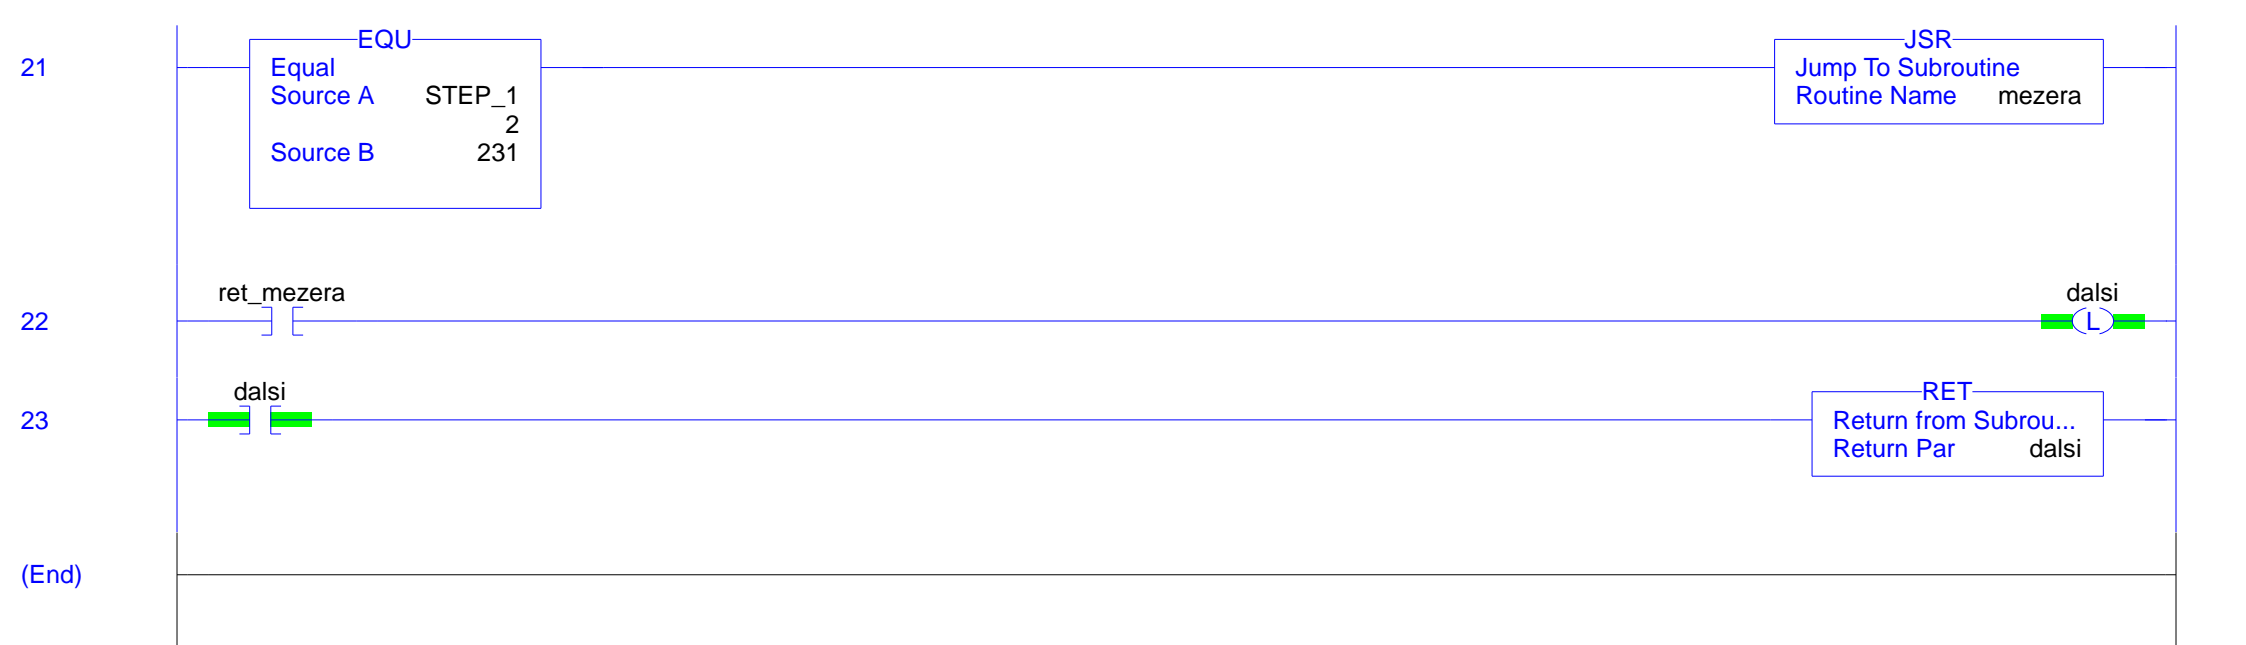 EQU JSR
21 Equal Jump To Subroutine
Source A STEP_1 Routine Name mezera
2
Source B 231
ret_mezera dalsi
22 L
dalsi RET
23 Return from Subrou...
Return Par dalsi
(End)